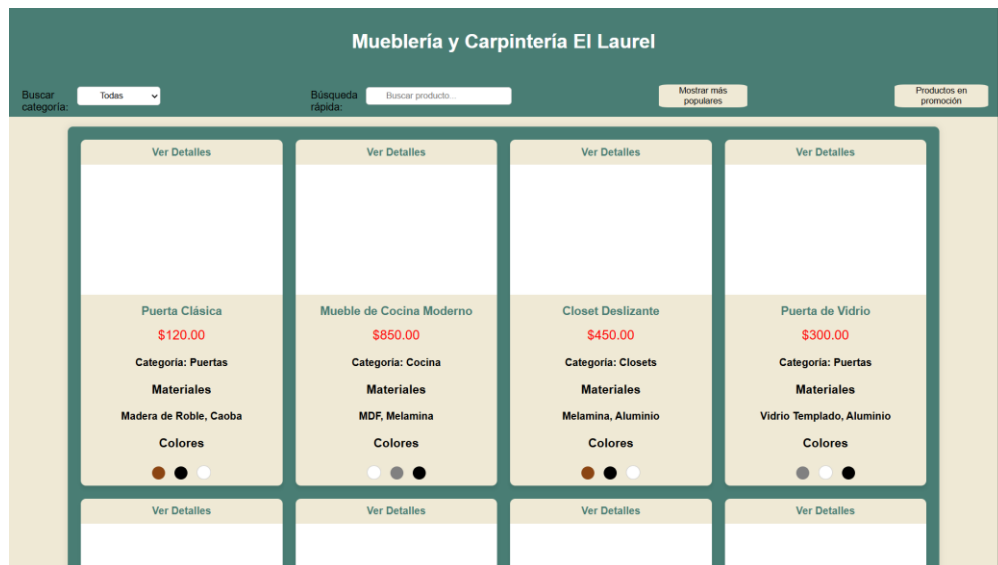 Mueblería y Carpintería El Laurel
Buscar
categoría:
Todas
Búsqueda
rápida:
Buscar producto...
Mostrar más
populares
Productos en
promoción
Ver Detalles
Puerta Clásica
$120.00
Categoría: Puertas
Materiales
Madera de Roble, Caoba
Colores
Ver Detalles
Mueble de Cocina Moderno
$850.00
Categoría: Cocina
Materiales
MDF, Melamina
Colores
Ver Detalles
Closet Deslizante
$450.00
Categoría: Closets
Materiales
Melamina, Aluminio
Colores
Ver Detalles
Puerta de Vidrio
$300.00
Categoría: Puertas
Materiales
Vidrio Templado, Aluminio
Colores
Ver Detalles
Ver Detalles
Ver Detalles
Ver Detalles